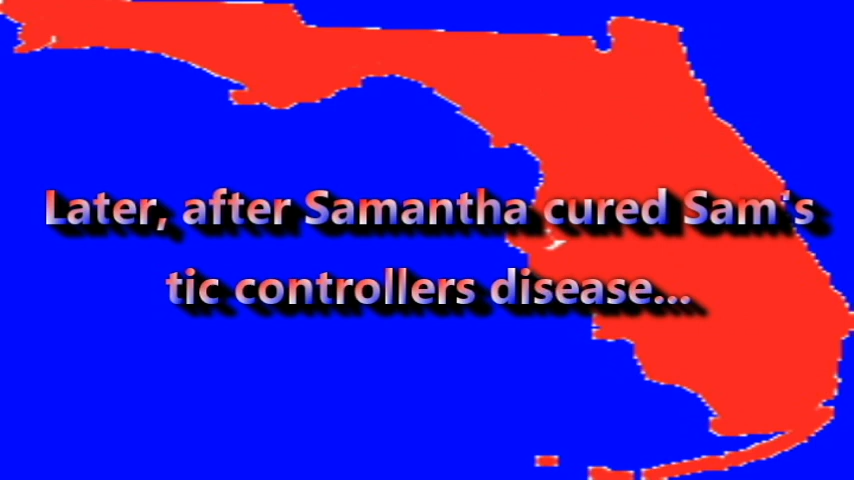 Later, after Samantha cured Sam's
tic controllers disease...